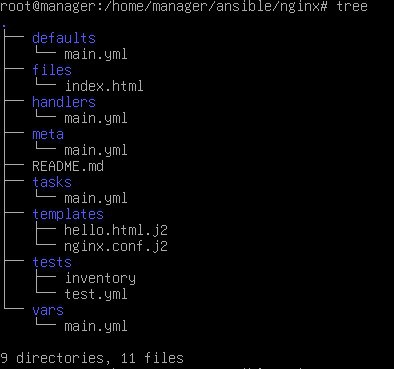 root@manager:/home/manager/ansible/nginx# tree
.
├── defaults
│   └── main.yml
├── files
│   └── index.html
├── handlers
│   └── main.yml
├── meta
│   └── main.yml
├── README.md
├── tasks
│   └── main.yml
├── templates
│   ├── hello.html.j2
│   └── nginx.conf.j2
├── tests
│   ├── inventory
│   └── test.yml
└── vars
    └── main.yml

9 directories, 11 files